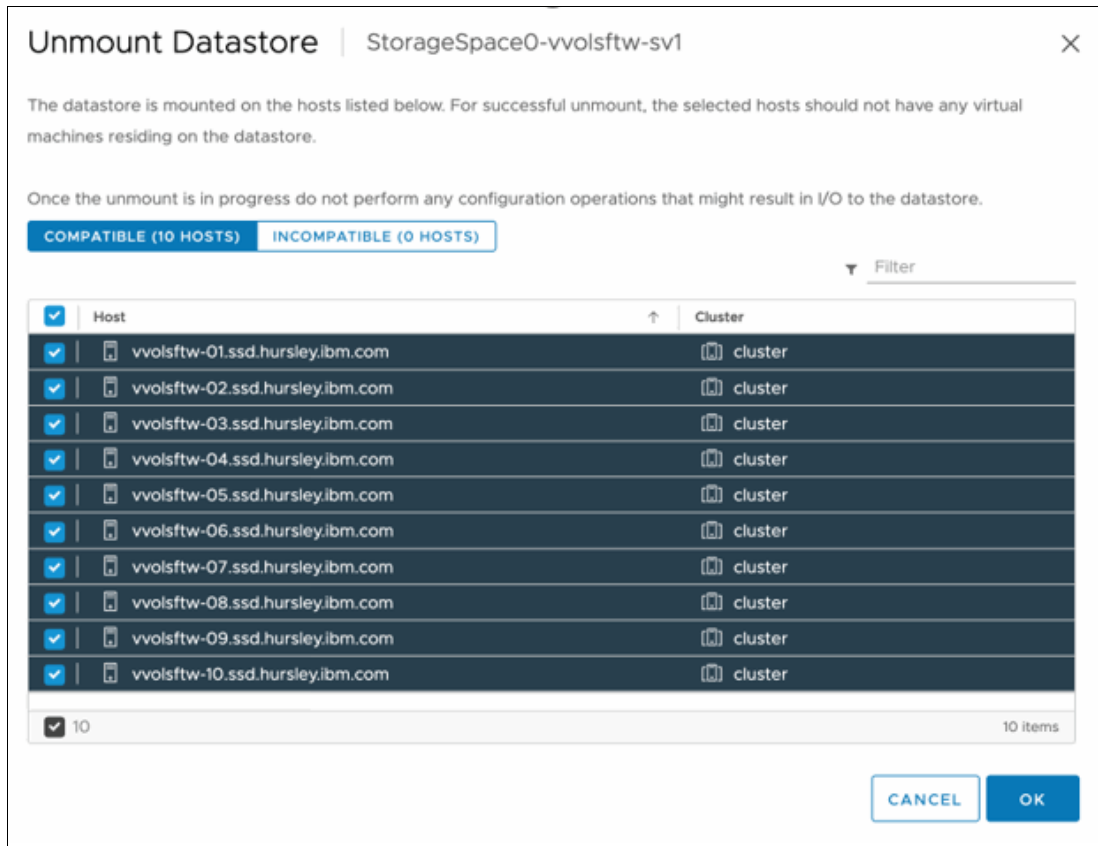 Unmount Datastore | StorageSpace0-vvolsftw-sv1
The datastore is mounted on the hosts listed below. For successful unmount, the selected hosts should not have any virtual
machines residing on the datastore.
Once the unmount is in progress do not perform any configuration operations that might result in I/O to the datastore.
COMPATIBLE (10 HOSTS) INCOMPATIBLE (0 HOSTS)
Filter
Host Cluster
vvolsftw-01.ssd.hursley.ibm.com cluster
vvolsftw-02.ssd.hursley.ibm.com cluster
vvolsftw-03.ssd.hursley.ibm.com cluster
vvolsftw-04.ssd.hursley.ibm.com cluster
vvolsftw-05.ssd.hursley.ibm.com cluster
vvolsftw-06.ssd.hursley.ibm.com cluster
vvolsftw-07.ssd.hursley.ibm.com cluster
vvolsftw-08.ssd.hursley.ibm.com cluster
vvolsftw-09.ssd.hursley.ibm.com cluster
vvolsftw-10.ssd.hursley.ibm.com cluster
10 10 items
CANCEL OK